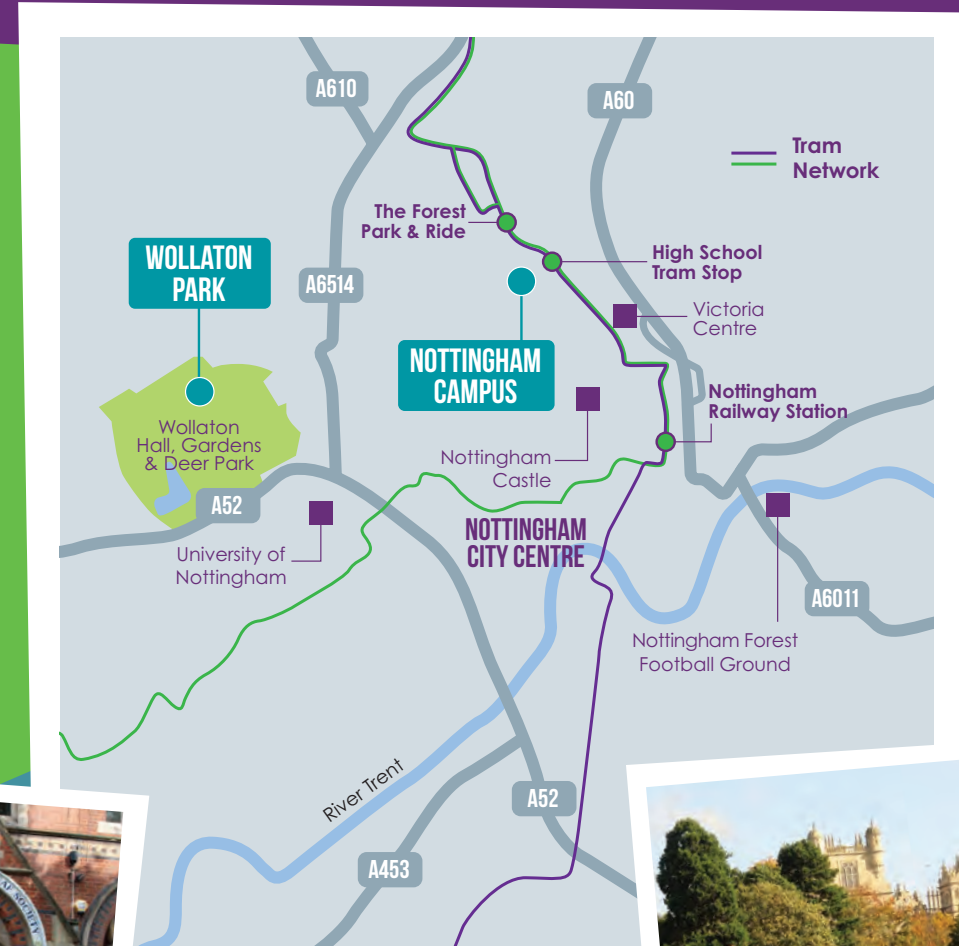 A610
A60
Tram
Network
The Forest
Park & Ride
High School
Tram Stop
WOLLATON
PARK
A6514
Victoria
Centre
NOTTINGHAM
CAMPUS
Nottingham
Railway Station
Wollaton
Hall, Gardens
& Deer Park
Nottingham
Castle
A52
NOTTINGHAM
CITY CENTRE
University of
Nottingham
A6011
Nottingham Forest
Football Ground
River Trent
A52
A453
SOCIETY